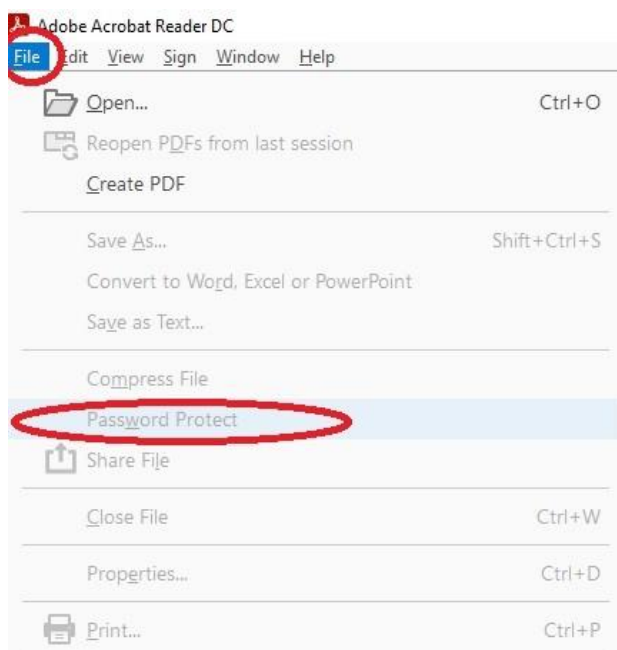 Adobe Acrobat Reader DC
File Edit View Sign Window Help
Open... Ctrl+O
Reopen PDFs from last session
Create PDF
Save As... Shift+Ctrl+S
Convert to Word, Excel or PowerPoint
Save as Text...
Compress File
Password Protect
Share File
Close File Ctrl+W
Properties... Ctrl+D
Print... Ctrl+P